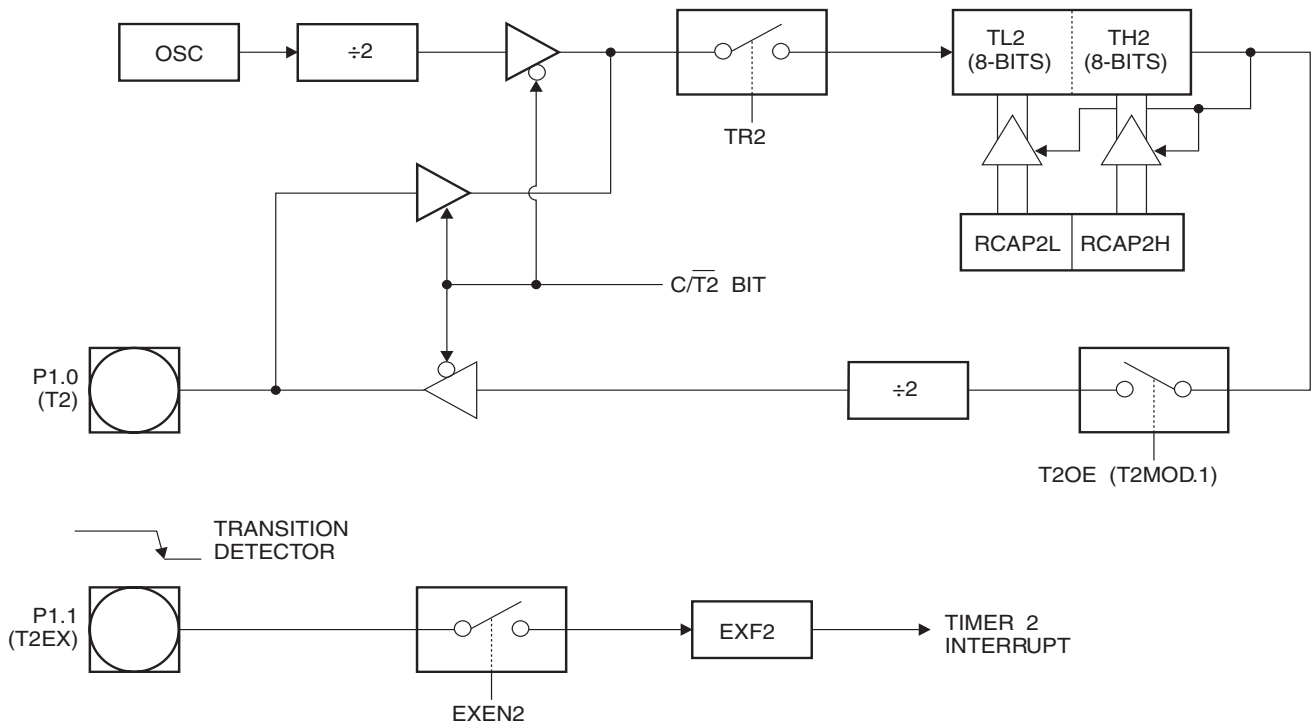 OSC
÷2
TR2
TL2
(8-BITS)
TH2
(8-BITS)
RCAP2L
RCAP2H
C/T2 BIT
P1.0
(T2)
÷2
T2OE (T2MOD.1)
TRANSITION
DETECTOR
P1.1
(T2EX)
EXEN2
EXF2
TIMER 2
INTERRUPT